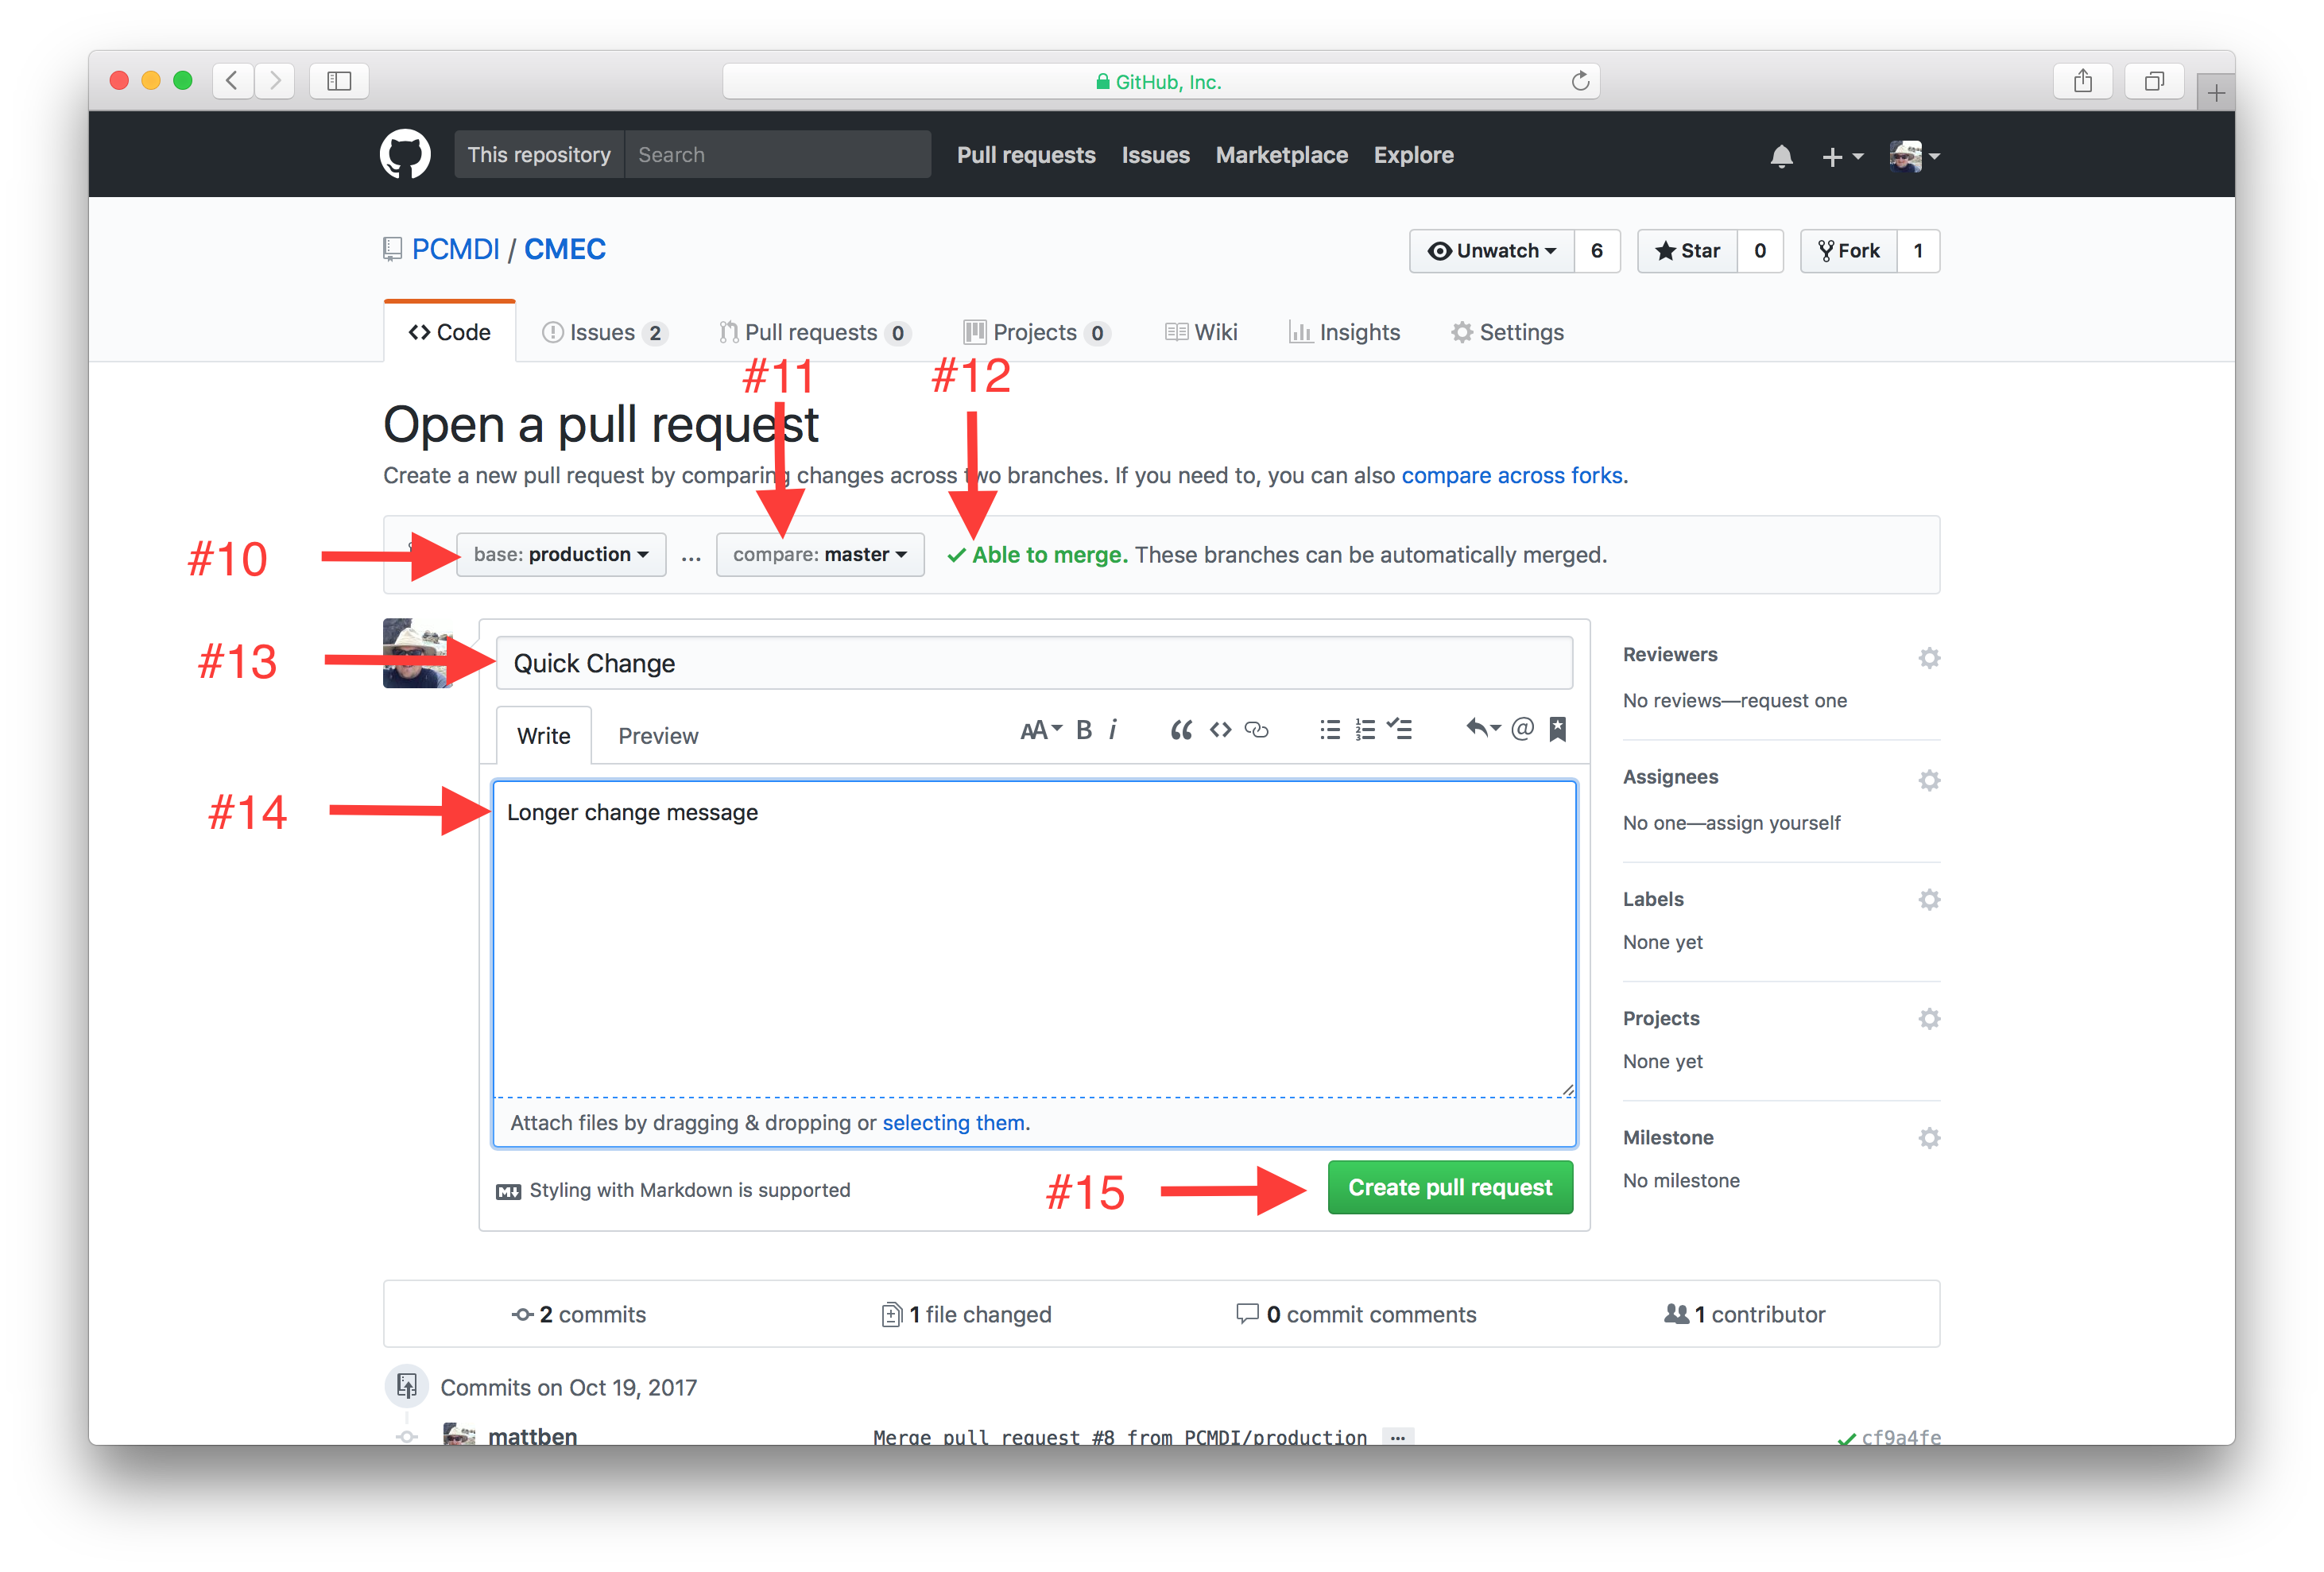 GitHub, Inc.
This repository Search Pull requests Issues Marketplace Explore
PCMDI / CMEC Unwatch 6 Star 0 Fork 1
Code Issues 2 Pull requests 0 Projects 0 Wiki Insights Settings
#11 #12
Open a pull request
Create a new pull request by comparing changes across two branches. If you need to, you can also compare across forks.
#10 base: production ... compare: master Able to merge. These branches can be automatically merged.
#13 Quick Change
Reviewers
No reviews—request one
Write Preview AA B i
Assignees
No one—assign yourself
#14 Longer change message
Labels
None yet
Projects
None yet
Attach files by dragging & dropping or selecting them.
Milestone
No milestone
Styling with Markdown is supported #15 Create pull request
2 commits 1 file changed 0 commit comments 1 contributor
Commits on Oct 19, 2017
mattben Merge pull request #8 from PCMDI/production ... cf9a4fe